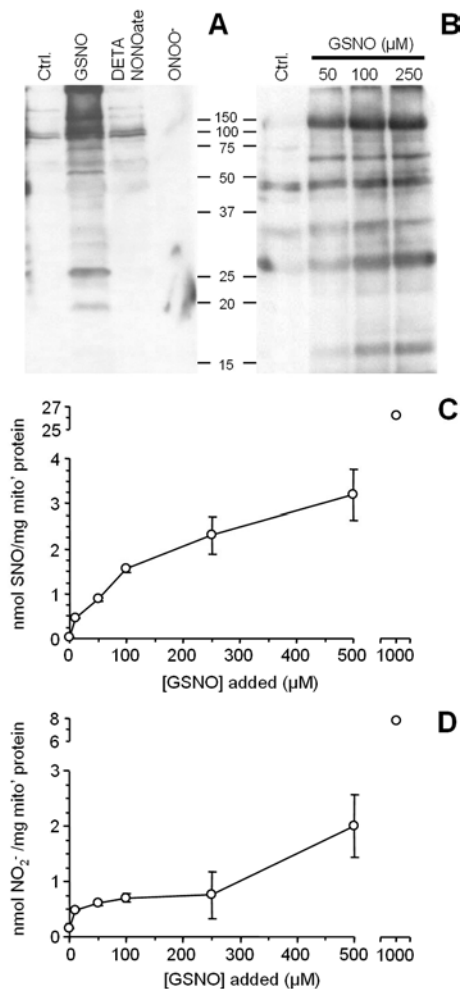 A
Ctrl.
GSNO
DETA
NONOate
ONOO-
B
GSNO (µM)
Ctrl.
50 100 250
150
100
75
50
37
25
20
15
C
27
25
4
3
2
1
0
nmol SNO/mg mito' protein
0 100 200 300 400 500 1000
[GSNO] added (µM)
D
8
6
3
2
1
0
nmol NO₂⁻/mg mito' protein
0 100 200 300 400 500 1000
[GSNO] added (µM)